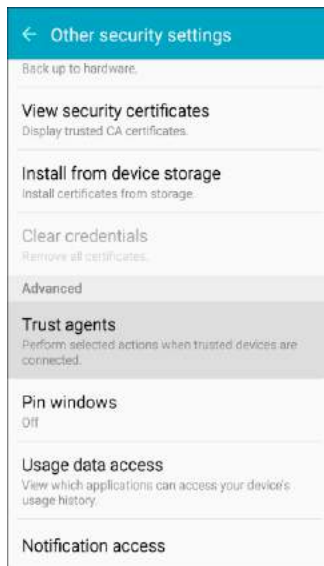 ← Other security settings
Back up to hardware.
View security certificates
Display trusted CA certificates.
Install from device storage
Install certificates from storage.
Clear credentials
Remove all certificates.
Advanced
Trust agents
Perform selected actions when trusted devices are
connected.
Pin windows
Off
Usage data access
View which applications can access your device's
usage history.
Notification access